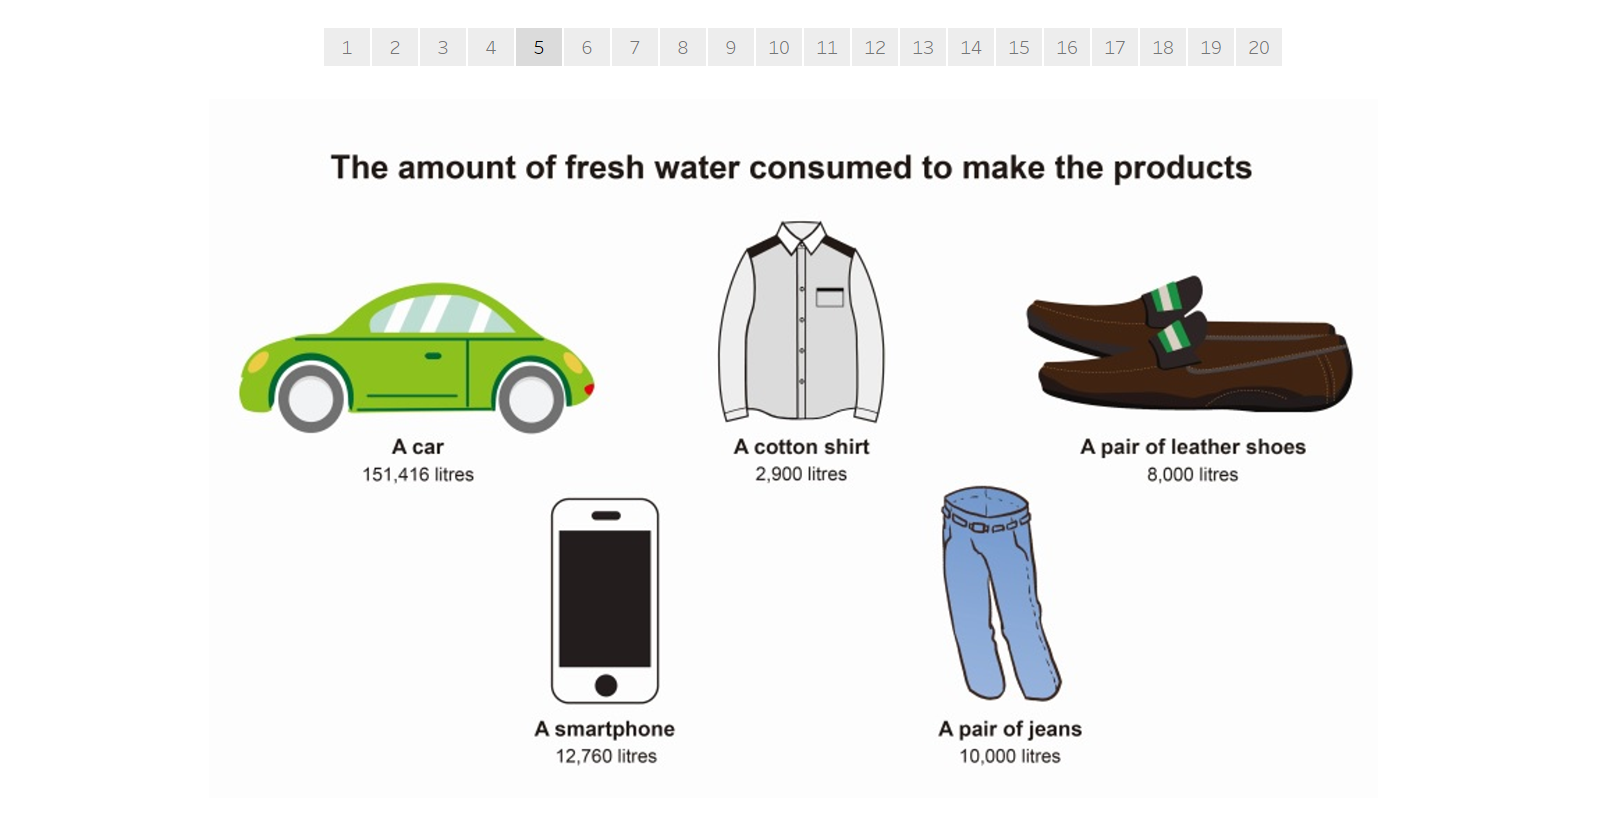 1 2 3 4 5 6 7 8 9 10 11 12 13 14 15 16 17 18 19 20
The amount of fresh water consumed to make the products
A car
151,416 litres
A cotton shirt
2,900 litres
A pair of leather shoes
8,000 litres
A smartphone
12,760 litres
A pair of jeans
10,000 litres